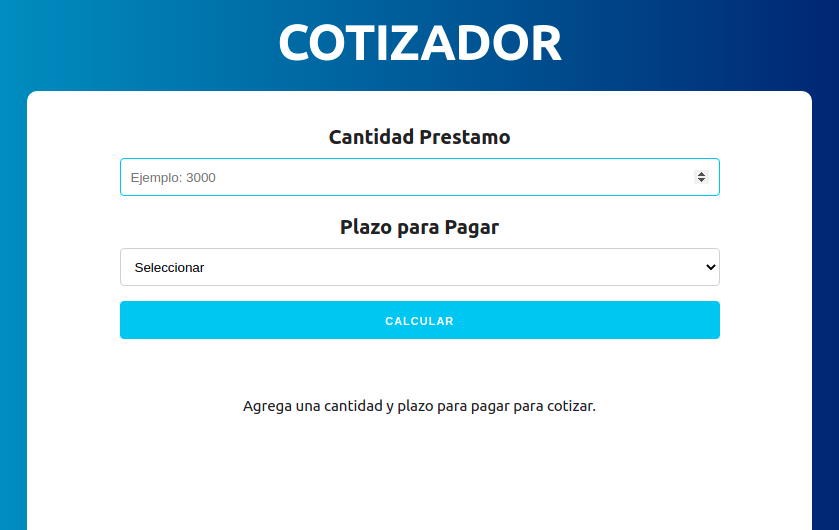 COTIZADOR
Cantidad Prestamo
Ejemplo: 3000
Plazo para Pagar
Seleccionar
CALCULAR
Agrega una cantidad y plazo para pagar para cotizar.